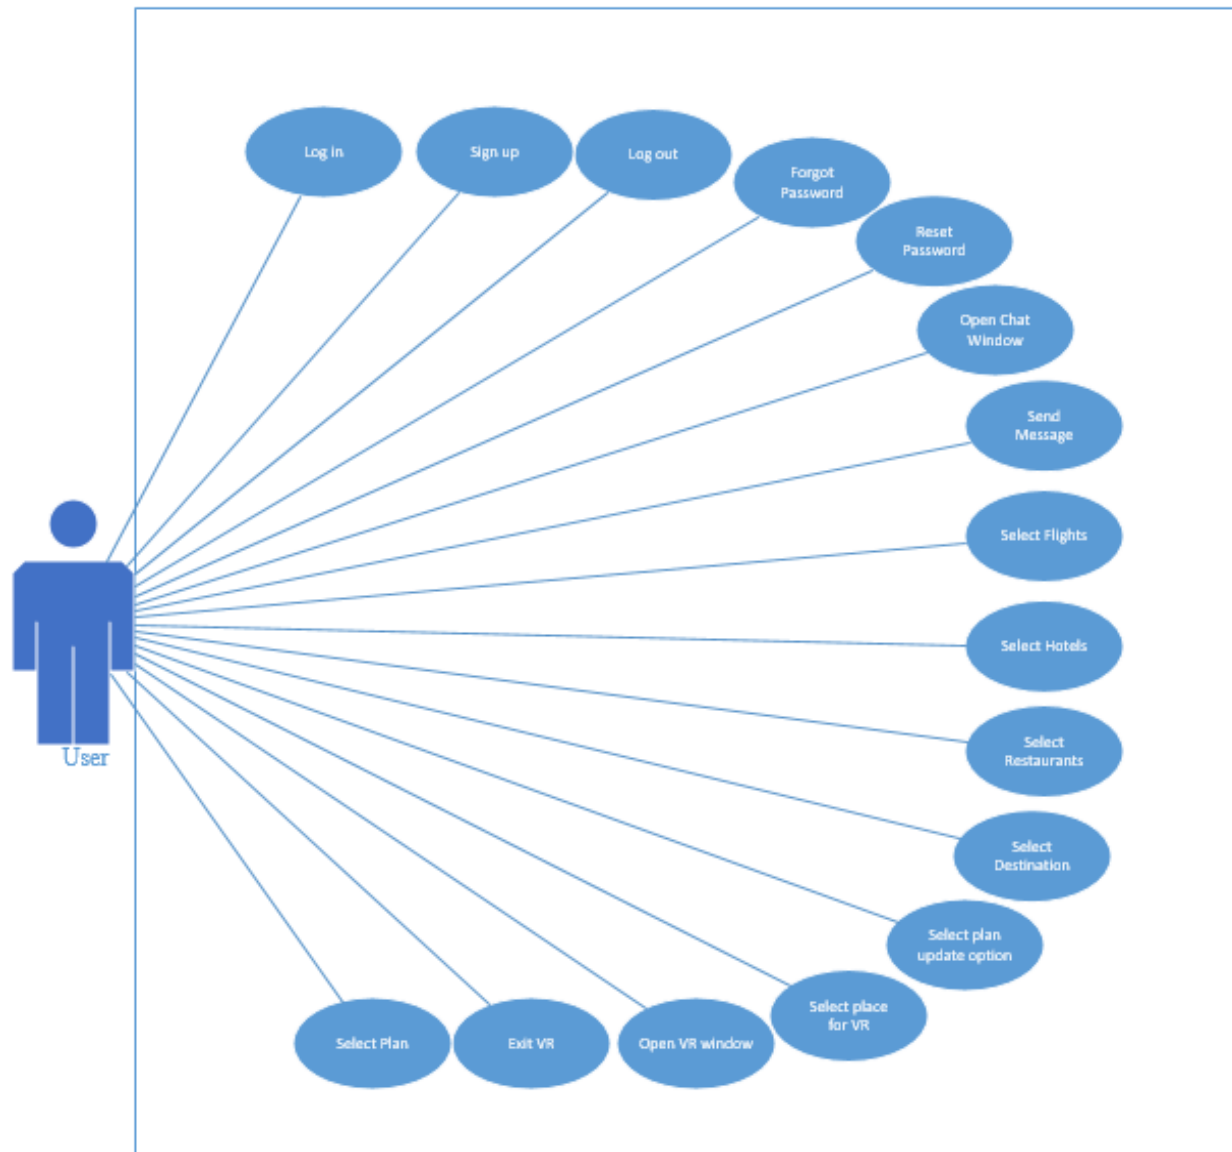 Log in
Sign up
Log out
Forgot
Password
Reset
Password
Open Chat
Window
Send
Message
Select Flights
Select Hotels
Select
Restaurants
Select
Destination
Select plan
update option
Select place
for VR
Open VR window
Exit VR
Select Plan
User